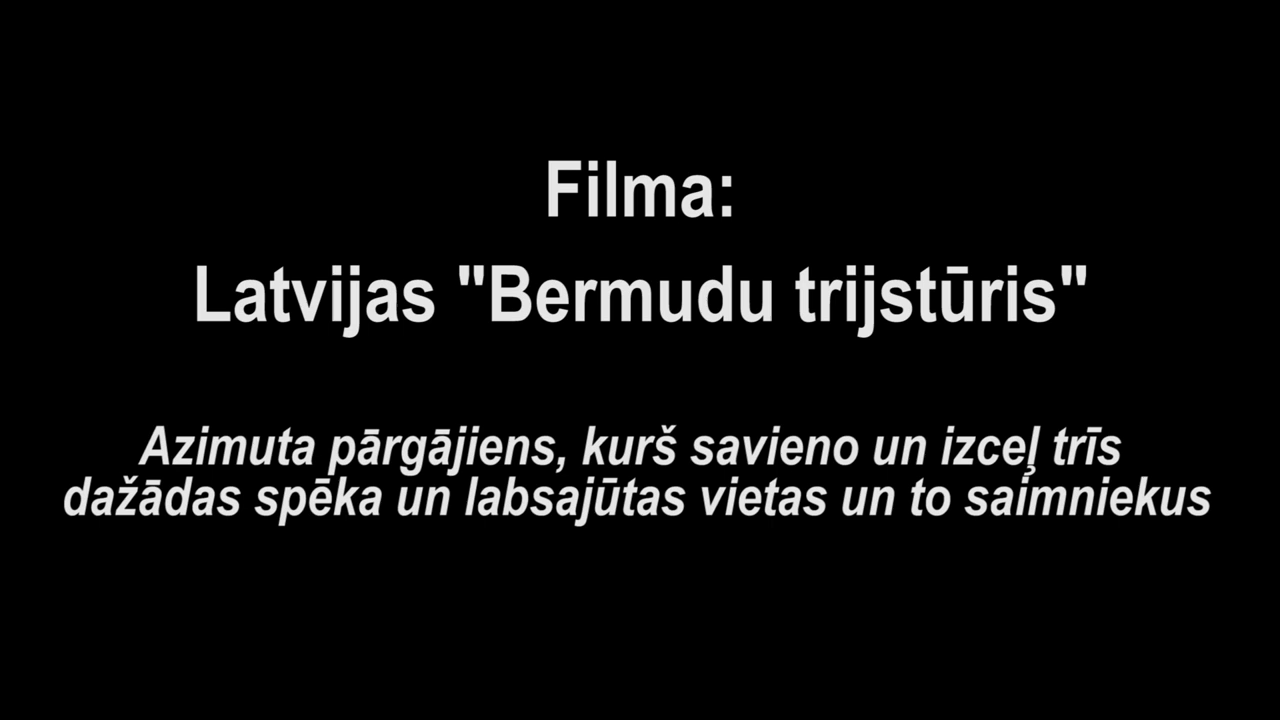 Filma:
Latvijas "Bermudu trijstūris"
Azimuta pārgājiens, kurš savieno un izceļ trīs
dažādas spēka un labsajūtas vietas un to saimniekus